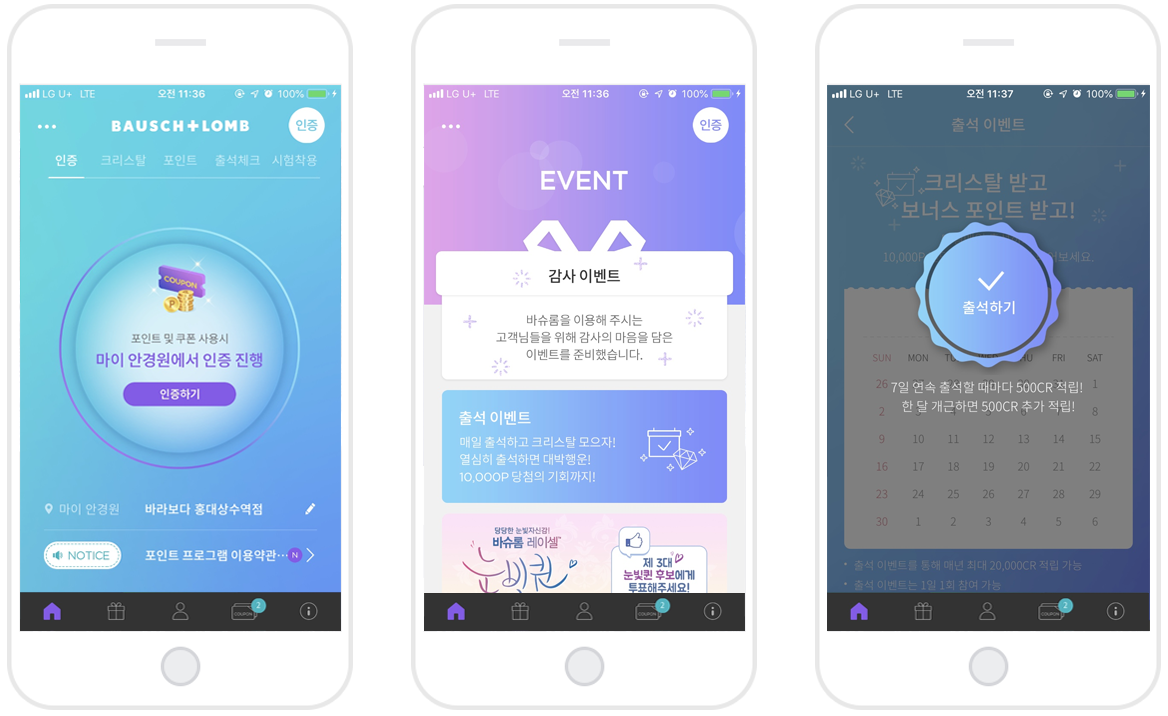 LG U+ LTE 오전 11:36 100%
BAUSCH+LOMB 인증
인증 크리스탈 포인트 출석체크 시험착용
COUPON
P
포인트 및 쿠폰 사용시
마이 안경원에서 인증 진행
인증하기
마이 안경원 바라보다 홍대상수역점
NOTICE 포인트 프로그램 이용약관… N
COUPON 2
LG U+ LTE 오전 11:36 100%
인증
EVENT
감사 이벤트
바슈롬을 이용해 주시는
고객님들을 위해 감사의 마음을 담은
이벤트를 준비했습니다.
출석 이벤트
매일 출석하고 크리스탈 모으자!
열심히 출석하면 대박행운!
10,000P 당첨의 기회까지!
당당한 눈빛자신감!
바슈롬 레이셀™
눈빛퀸
제 3대
눈빛퀸 후보에게
투표해주세요!
COUPON 2
LG U+ LTE 오전 11:37 100%
출석 이벤트
크리스탈 받고
보너스 포인트 받고!
10,000P
보세요.
출석하기
SUN MON FRI SAT
7일 연속 출석할 때마다 500CR 적립!
한 달 개근하면 500CR 추가 적립!
26 1
2 8
9 10 11 12 13 14 15
16 17 18 19 20 21 22
23 24 25 26 27 28 29
30 1 2 3 4 5 6
• 출석 이벤트를 통해 매년 최대 20,000CR 적립 가능
• 출석 이벤트는 1일 1회 참여 가능
COUPON 2